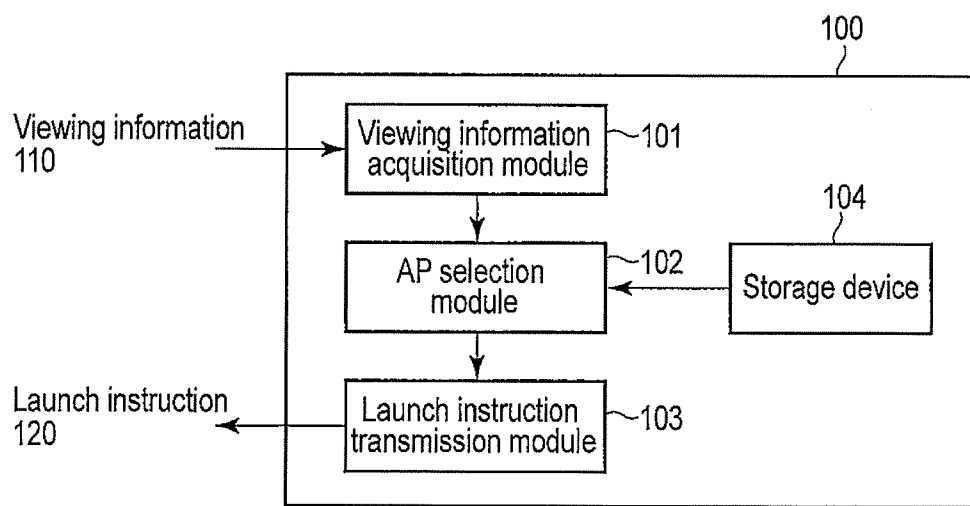 100
Viewing information
110
Viewing information
acquisition module
101
104
AP selection
module
102
Storage device
Launch instruction
120
Launch instruction
transmission module
103